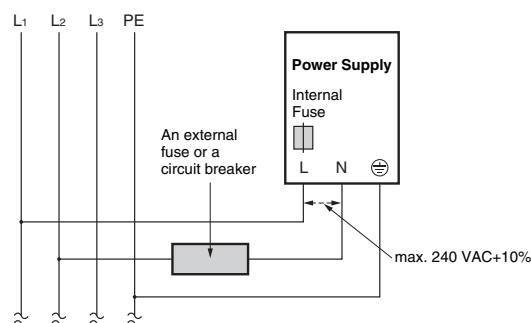 L1 L2 L3 PE
Power Supply
Internal
Fuse
An external
fuse or a
circuit breaker
L N
max. 240 VAC+10%